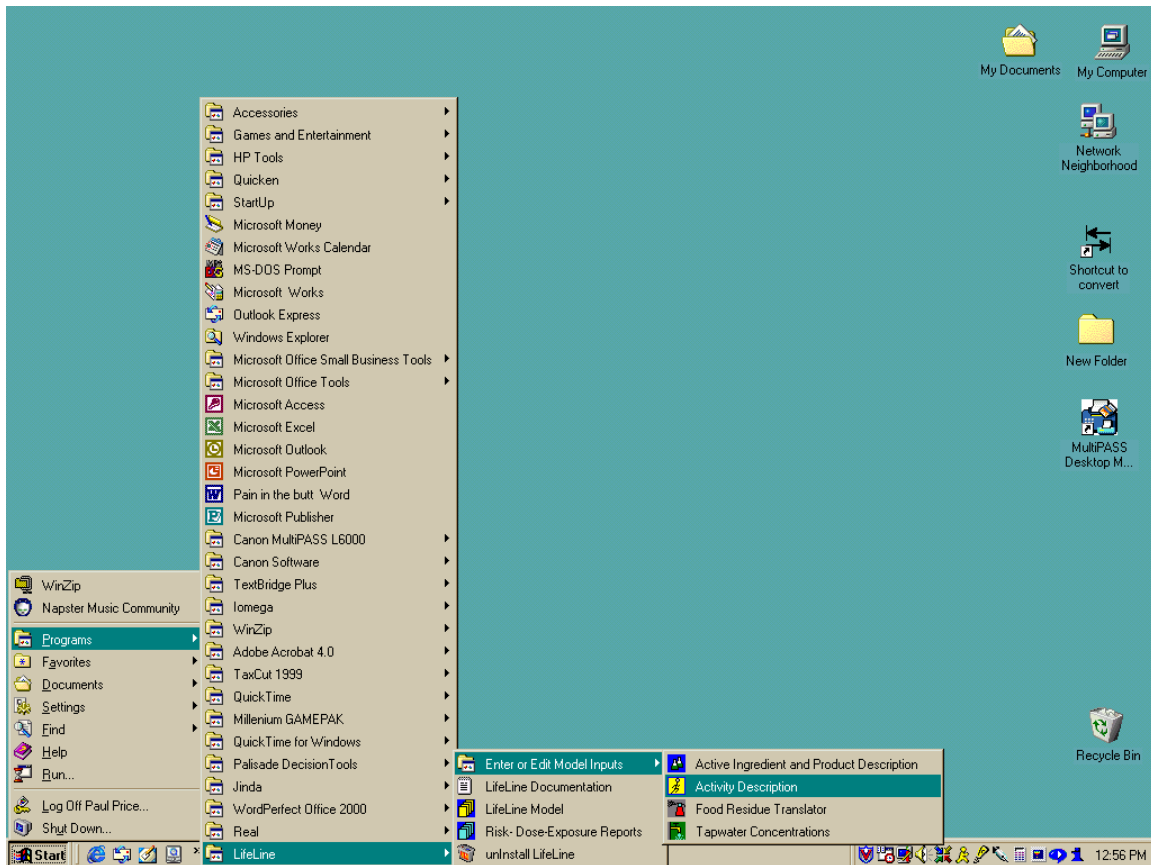 My Documents
My Computer
Network
Neighborhood
Shortcut to
convert
New Folder
MultiPASS
Desktop M...
Recycle Bin
Accessories
Games and Entertainment
HP Tools
Quicken
StartUp
Microsoft Money
Microsoft Works Calendar
MS-DOS Prompt
Microsoft Works
Outlook Express
Windows Explorer
Microsoft Office Small Business Tools
Microsoft Office Tools
Microsoft Access
Microsoft Excel
Microsoft Outlook
Microsoft PowerPoint
Pain in the butt Word
Microsoft Publisher
Canon MultiPASS L6000
Canon Software
TextBridge Plus
Iomega
WinZip
Adobe Acrobat 4.0
TaxCut 1999
QuickTime
Millenium GAMEPAK
QuickTime for Windows
Palisade DecisionTools
Jinda
WordPerfect Office 2000
Real
LifeLine
WinZip
Napster Music Community
Programs
Favorites
Documents
Settings
Find
Help
Run...
Log Off Paul Price...
Shut Down...
Enter or Edit Model Inputs
LifeLine Documentation
LifeLine Model
Risk- Dose-Exposure Reports
unInstall LifeLine
Active Ingredient and Product Description
Activity Description
Food Residue Translator
Tapwater Concentrations
Start
12:56 PM